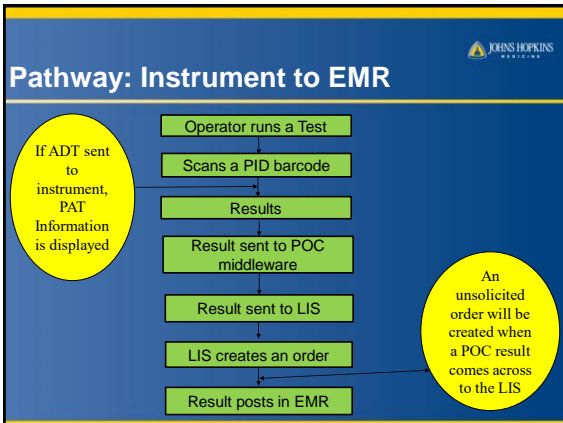 JOHNS HOPKINS
MEDICINE
Pathway: Instrument to EMR
Operator runs a Test
Scans a PID barcode
Results
Result sent to POC
middleware
Result sent to LIS
LIS creates an order
Result posts in EMR
If ADT sent
to
instrument,
PAT
Information
is displayed
An
unsolicited
order will be
created when
a POC result
comes across
to the LIS